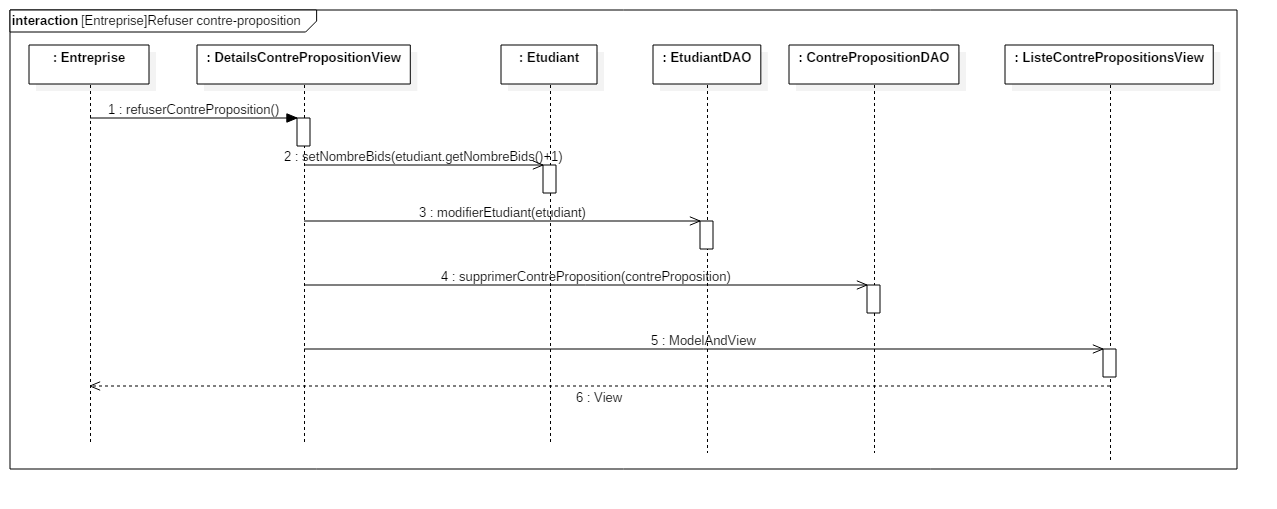 interaction [Entreprise]Refuser contre-proposition
: Entreprise
: DetailsContrePropositionView
: Etudiant
: EtudiantDAO
: ContrePropositionDAO
: ListeContrePropositionsView
1 : refuserContreProposition()
2 : setNombreBids(etudiant.getNombreBids()+1)
3 : modifierEtudiant(etudiant)
4 : supprimerContreProposition(contreProposition)
5 : ModelAndView
6 : View